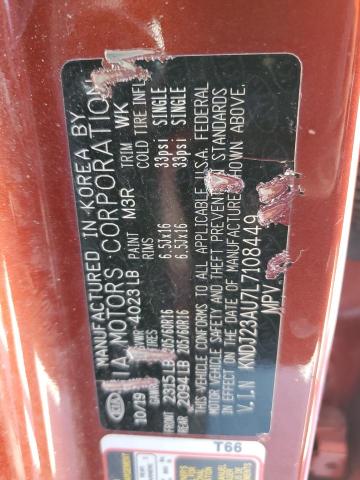 MANUFACTURED IN KOREA BY
KIA MOTORS CORPORATION
10/19 GVWR 4023 LB PAINT M3R TRIM WK
TIRES RIMS COLD TIRE INFL
FRONT 2315 LB 205/60R16 6.5JX16 33psi SINGLE
REAR 2094 LB 205/60R16 6.5JX16 33psi SINGLE
THIS VEHICLE CONFORMS TO ALL APPLICABLE U.S.A. FEDERAL
MOTOR VEHICLE SAFETY AND THEFT PREVENT STANDARDS
IN EFFECT ON THE DATE OF MANUFACTURE SHOWN ABOVE.
V.I.N KNDJ23AU7L7108449
MPV
T66